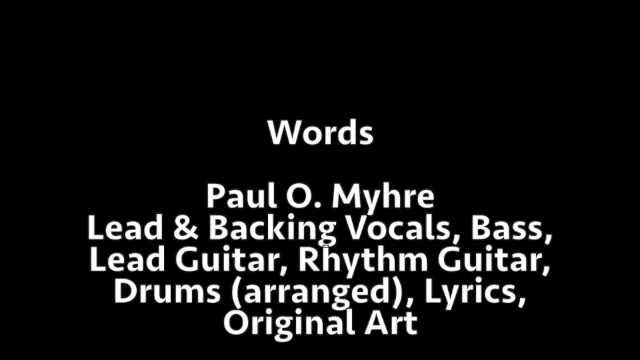 Words
Paul O. Myhre
Lead & Backing Vocals, Bass,
Lead Guitar, Rhythm Guitar,
Drums (arranged), Lyrics,
Original Art